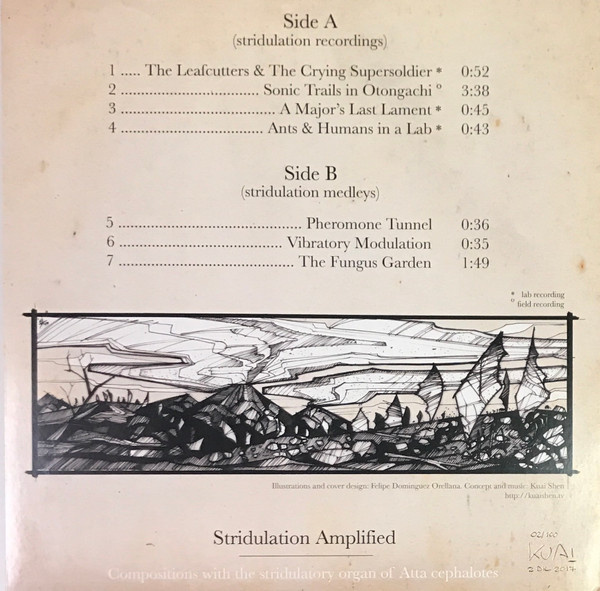 Side A
(stridulation recordings)
1 ..... The Leafcutters & The Crying Supersoldier * 0:52
2 .............................. Sonic Trails in Otongachi º 3:38
3 .................................. A Major's Last Lament * 0:45
4 ............................... Ants & Humans in a Lab * 0:43
Side B
(stridulation medleys)
5 ........................................ Pheromone Tunnel 0:36
6 .................................... Vibratory Modulation 0:35
7 ...................................... The Fungus Garden 1:49
* lab recording
º field recording
Illustrations and cover design: Felipe Dominguez Orellana. Concept and music: Kuai Shen
Stridulation Amplified
Compositions with the stridulatory organ of Atta cephalotes
02/100
KUAI
2017